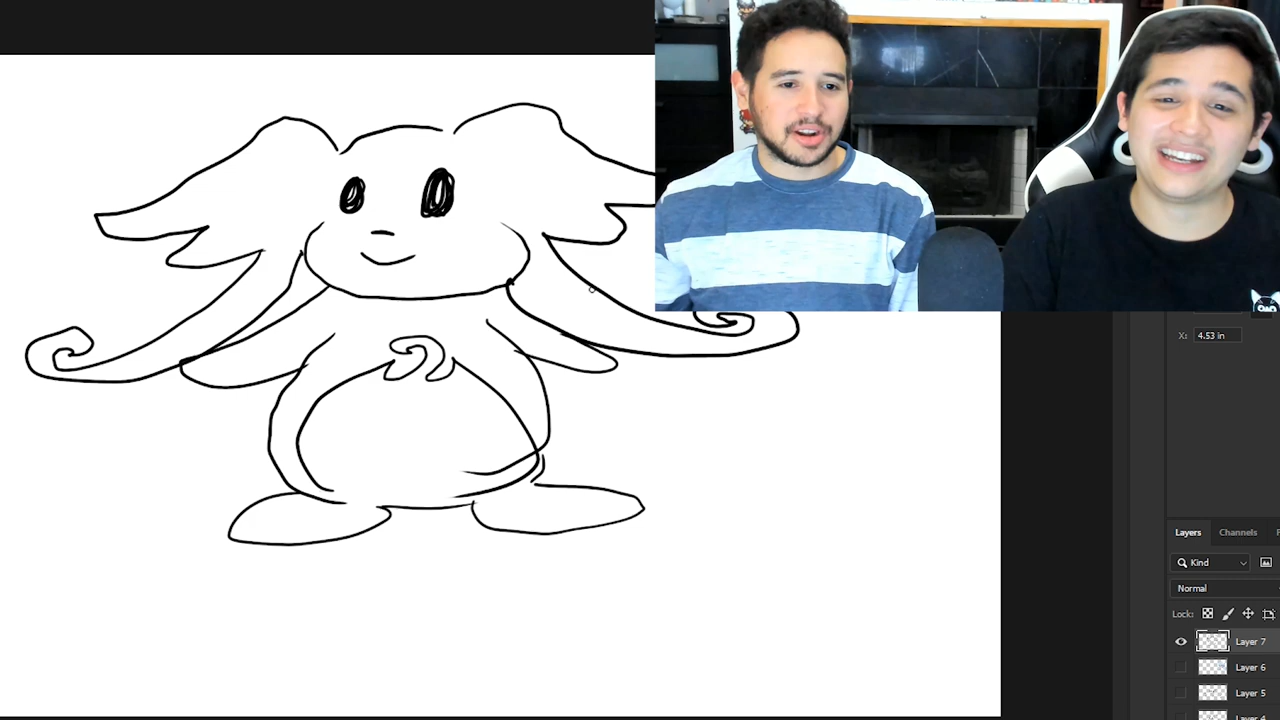 X: 4.53 in
Layers Channels
Kind
Normal
Lock:
Layer 7
Layer 6
Layer 5